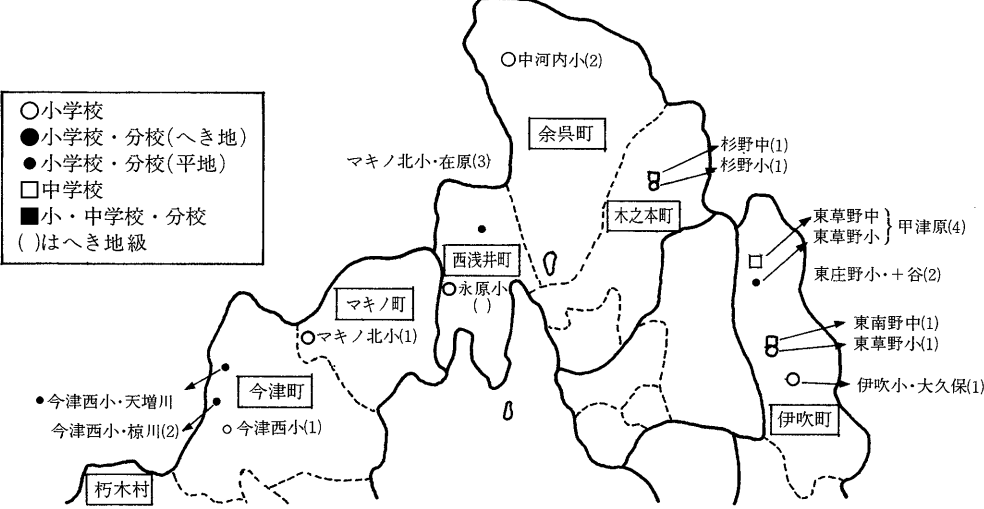 ○小学校
●小学校・分校(へき地)
●小学校・分校(平地)
□中学校
■小・中学校・分校
( )はへき地級
中河内小(2)
余呉町
マキノ北小・在原(3)
杉野中(1)
杉野小(1)
木之本町
東草野中
東草野小
甲津原(4)
東庄野小・＋谷(2)
西浅井町
永原小
( )
マキノ町
マキノ北小(1)
東南野中(1)
東草野小(1)
伊吹小・大久保(1)
伊吹町
今津町
今津西小・天増川
今津西小・椋川(2)
今津西小(1)
朽木村